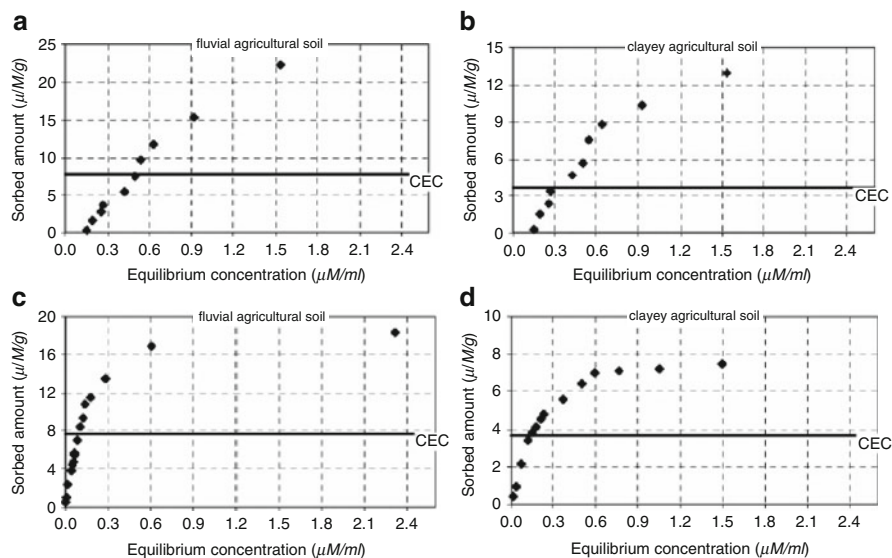 a
fluvial agricultural soil
25
20
15
10
5
0
Sorbed amount (μ/M/g)
CEC
0.0 0.3 0.6 0.9 1.2 1.5 1.8 2.1 2.4
Equilibrium concentration (μM/ml)
b
clayey agricultural soil
15
12
9
6
3
0
Sorbed amount (μ/M/g)
CEC
0.0 0.3 0.6 0.9 1.2 1.5 1.8 2.1 2.4
Equilibrium concentration (μM/ml)
c
fluvial agricultural soil
20
16
12
8
4
0
Sorbed amount (μ/M/g)
CEC
0.0 0.3 0.6 0.9 1.2 1.5 1.8 2.1 2.4
Equilibrium concentration (μM/ml)
d
clayey agricultural soil
10
8
6
4
2
0
Sorbed amount (μ/M/g)
CEC
0.0 0.3 0.6 0.9 1.2 1.5 1.8 2.1 2.4
Equilibrium concentration (μM/ml)